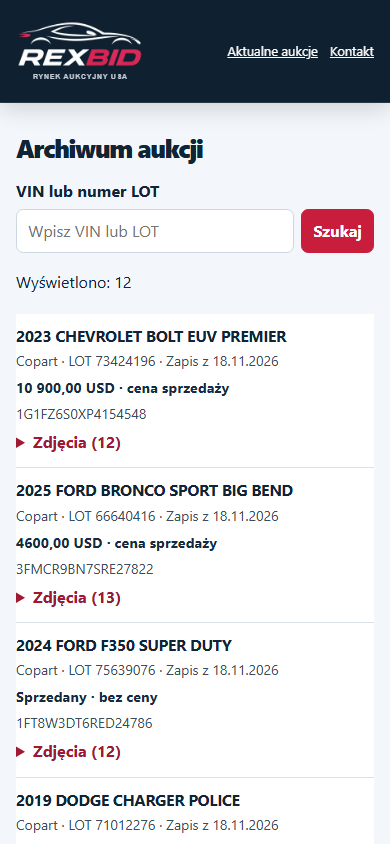 REXBID
RYNEK AUKCYJNY USA
Aktualne aukcje Kontakt
Archiwum aukcji
VIN lub numer LOT
Wpisz VIN lub LOT
Szukaj
Wyświetlono: 12
2023 CHEVROLET BOLT EUV PREMIER
Copart · LOT 73424196 · Zapis z 18.11.2026
10 900,00 USD · cena sprzedaży
1G1FZ6S0XP4154548
Zdjęcia (12)
2025 FORD BRONCO SPORT BIG BEND
Copart · LOT 66640416 · Zapis z 18.11.2026
4600,00 USD · cena sprzedaży
3FMCR9BN7SRE27822
Zdjęcia (13)
2024 FORD F350 SUPER DUTY
Copart · LOT 75639076 · Zapis z 18.11.2026
Sprzedany · bez ceny
1FT8W3DT6RED24786
Zdjęcia (12)
2019 DODGE CHARGER POLICE
Copart · LOT 71012276 · Zapis z 18.11.2026